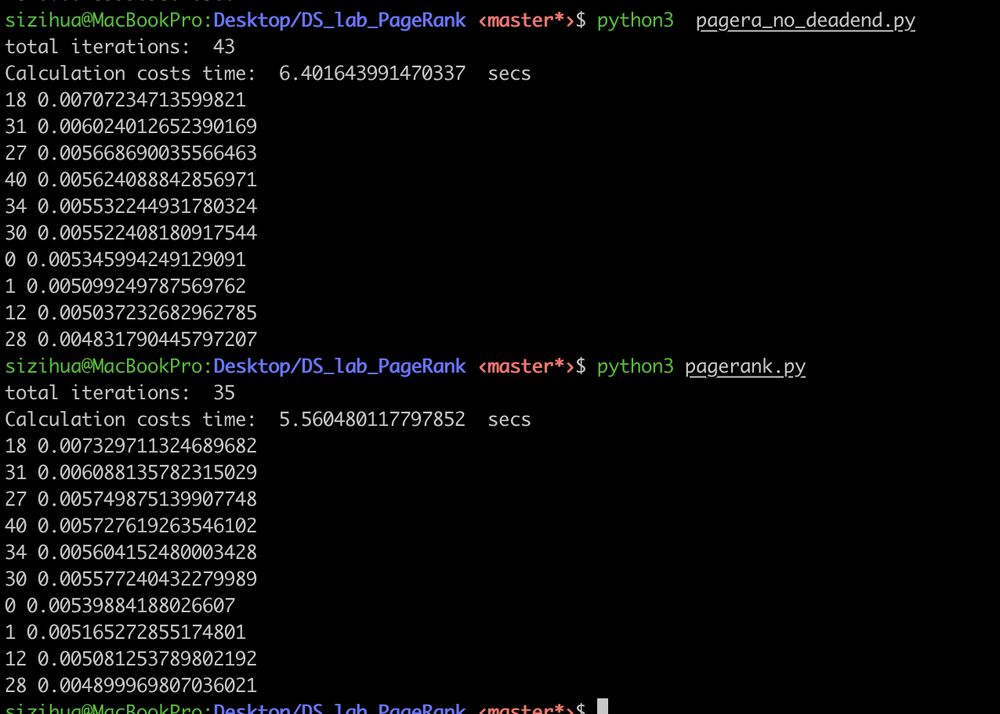 sizihua@MacBookPro:Desktop/DS_lab_PageRank <master*>$ python3  pagera_no_deadend.py
total iterations:  43
Calculation costs time:  6.401643991470337  secs
18 0.00707234713599821
31 0.006024012652390169
27 0.005668690035566463
40 0.005624088842856971
34 0.005532244931780324
30 0.005522408180917544
0 0.005345994249129091
1 0.005099249787569762
12 0.005037232682962785
28 0.004831790445797207
sizihua@MacBookPro:Desktop/DS_lab_PageRank <master*>$ python3 pagerank.py
total iterations:  35
Calculation costs time:  5.560480117797852  secs
18 0.007329711324689682
31 0.006088135782315029
27 0.005749875139907748
40 0.005727619263546102
34 0.005604152480003428
30 0.005577240432279989
0 0.00539884188026607
1 0.005165272855174801
12 0.005081253789802192
28 0.004899969807036021
sizihua@MacBookPro:Desktop/DS_lab_PageRank <master*>$